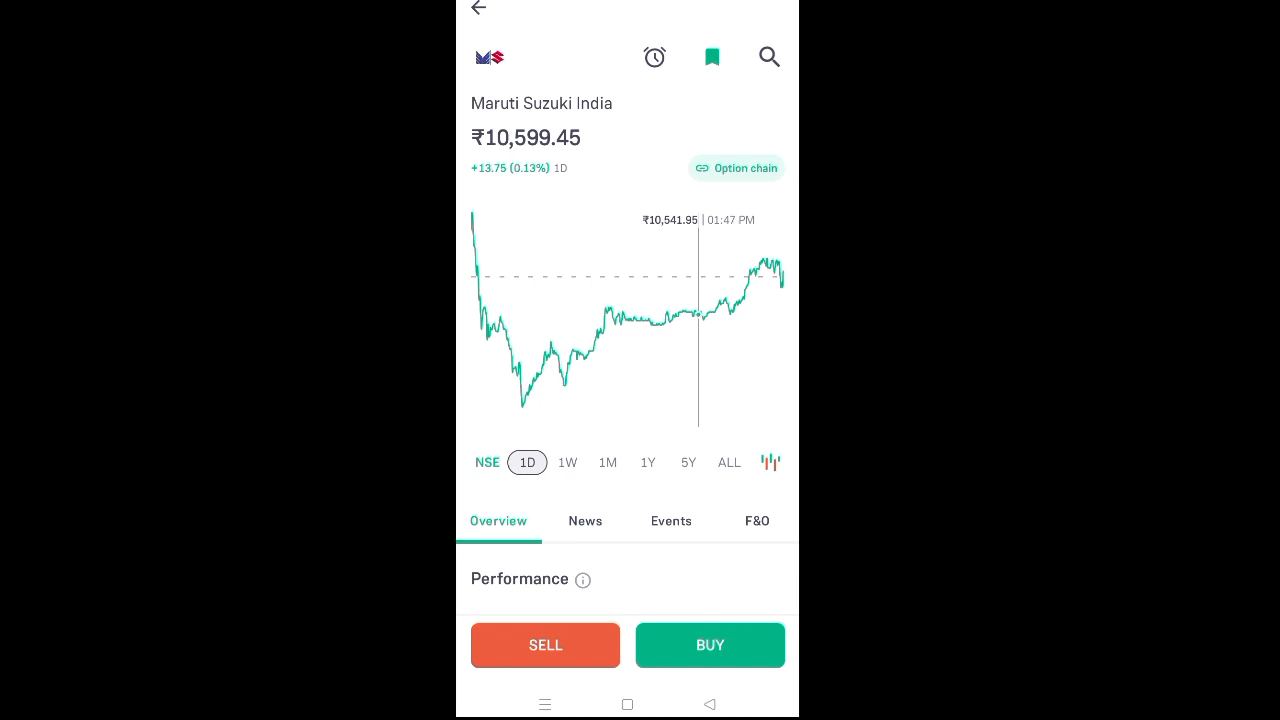 Maruti Suzuki India
₹10,599.45
+13.75 (0.13%) 1D
Option chain
₹10,541.95 | 01:47 PM
NSE 1D 1W 1M 1Y 5Y ALL
Overview News Events F&O
Performance
SELL BUY